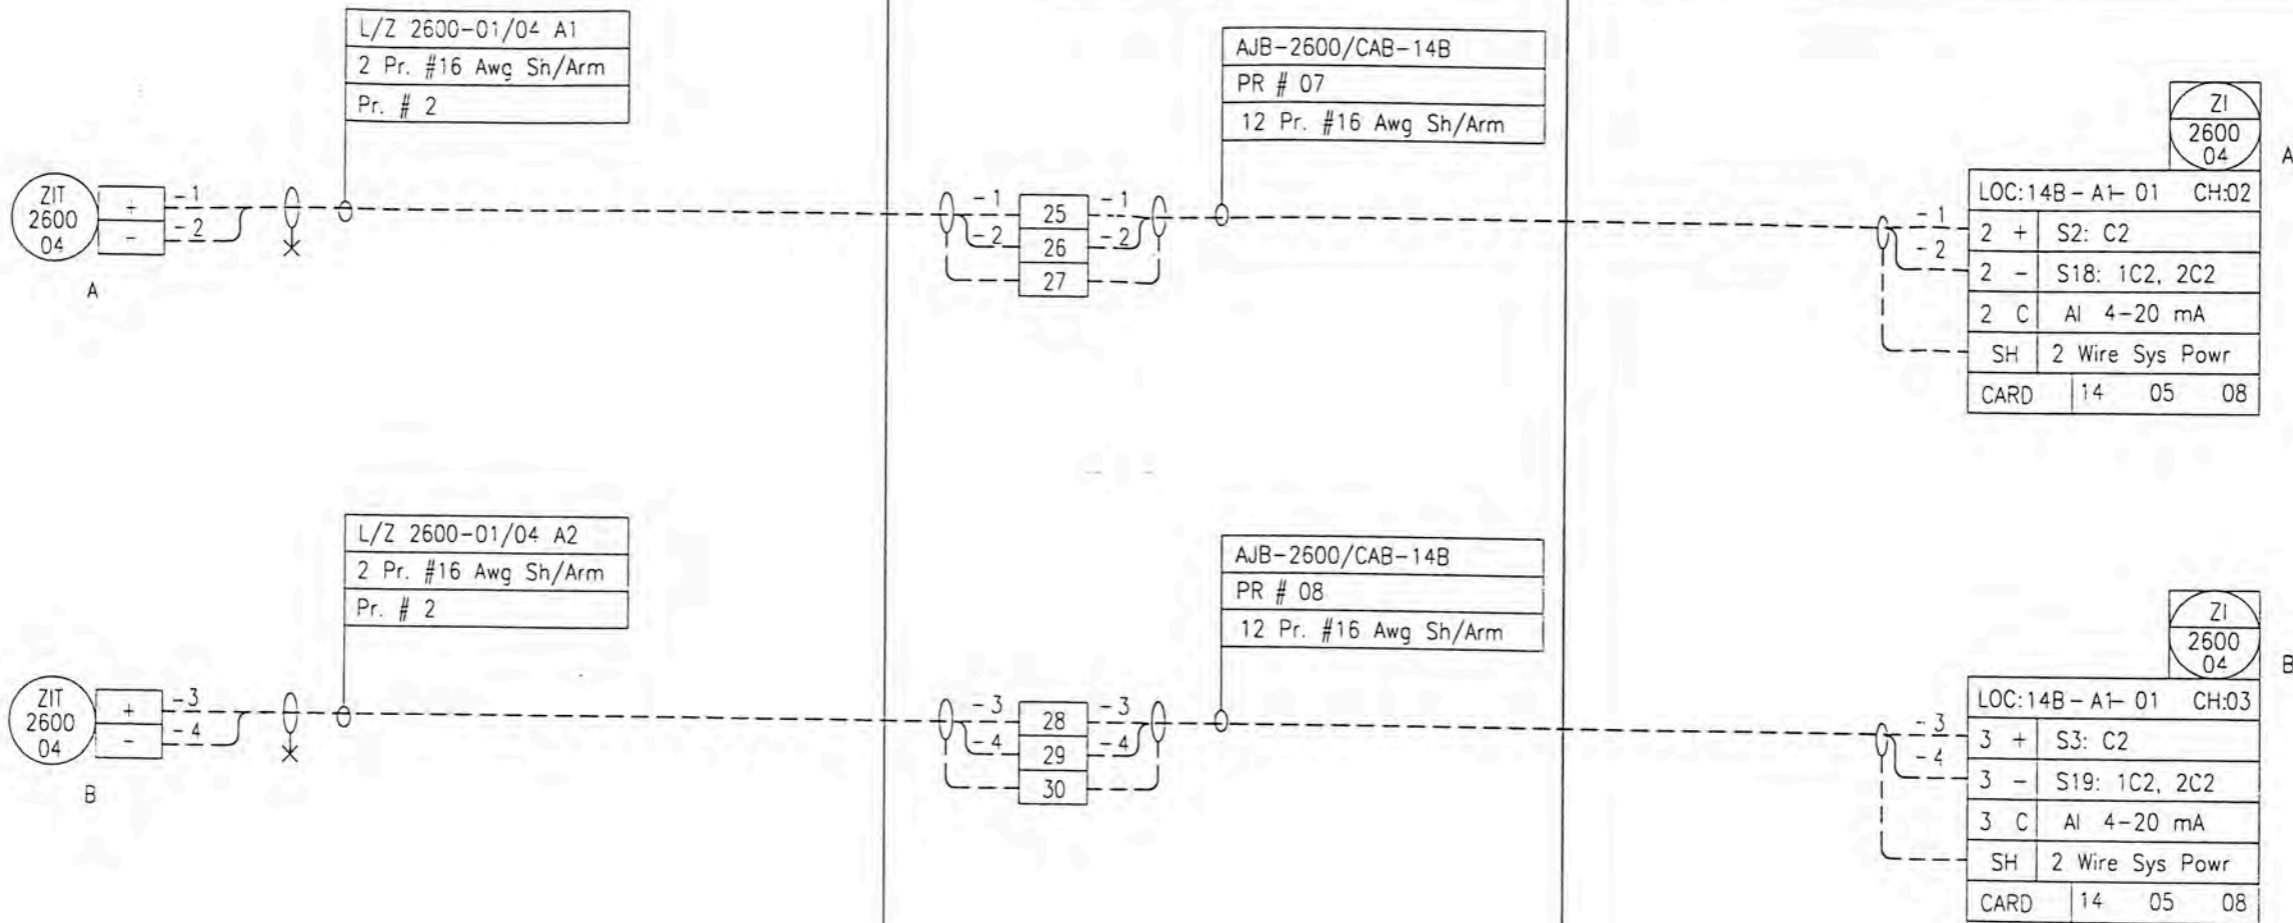 L/Z 2600-01/04 A1
2 Pr. #16 Awg Sh/Arm
Pr. # 2
AJB-2600/CAB-14B
PR # 07
12 Pr. #16 Awg Sh/Arm
ZI
2600
04
A
ZIT
2600
04
A
+
-
-1
-2
-1
-2
25
26
27
-1
-2
-1
-2
LOC:14B-A1-01 CH:02
2 + S2: C2
2 - S18: 1C2, 2C2
2 C AI 4-20 mA
SH 2 Wire Sys Powr
CARD 14 05 08
L/Z 2600-01/04 A2
2 Pr. #16 Awg Sh/Arm
Pr. # 2
AJB-2600/CAB-14B
PR # 08
12 Pr. #16 Awg Sh/Arm
ZI
2600
04
B
ZIT
2600
04
B
+
-
-3
-4
-3
-4
28
29
30
-3
-4
-3
-4
LOC:14B-A1-01 CH:03
3 + S3: C2
3 - S19: 1C2, 2C2
3 C AI 4-20 mA
SH 2 Wire Sys Powr
CARD 14 05 08